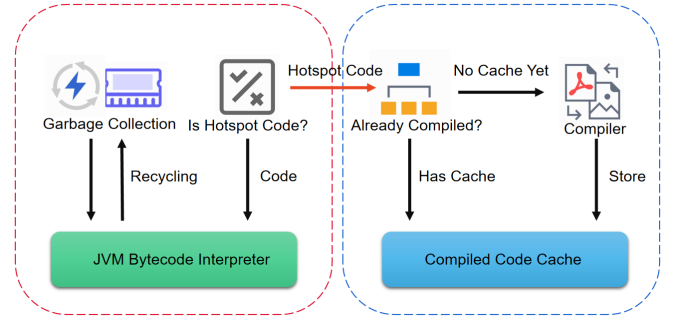 Hotspot Code
No Cache Yet
Garbage Collection
Is Hotspot Code?
Already Compiled?
Compiler
Recycling
Code
Has Cache
Store
JVM Bytecode Interpreter
Compiled Code Cache